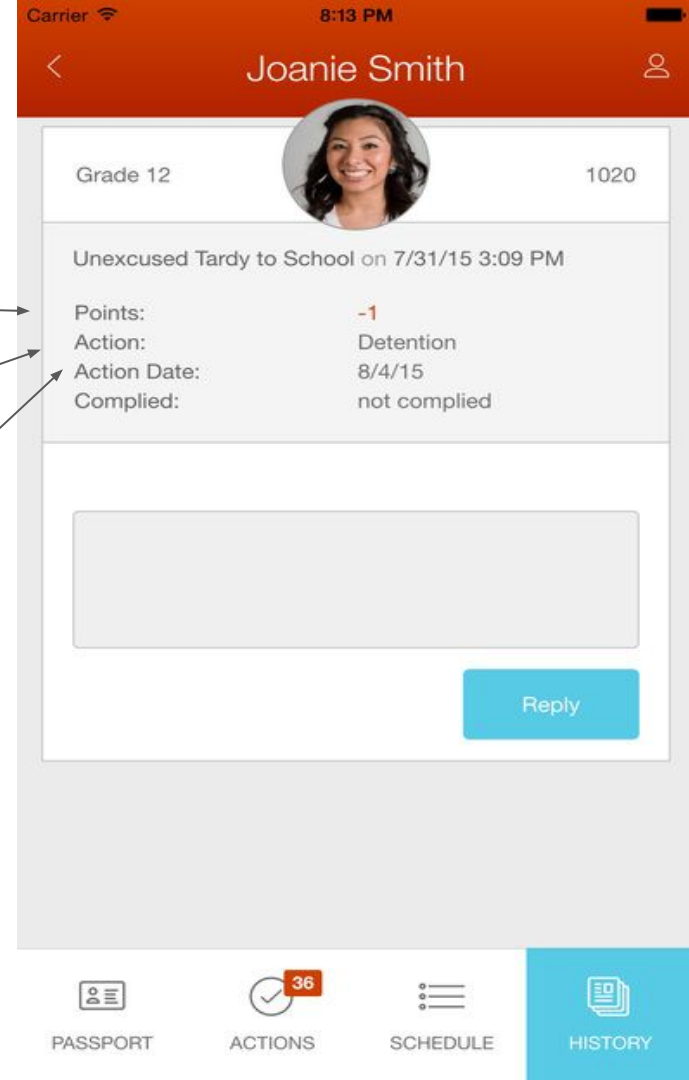 Carrier 8:13 PM
Joanie Smith
Grade 12 1020
Unexcused Tardy to School on 7/31/15 3:09 PM
Points: -1
Action: Detention
Action Date: 8/4/15
Complied: not complied
Reply
36
PASSPORT ACTIONS SCHEDULE HISTORY